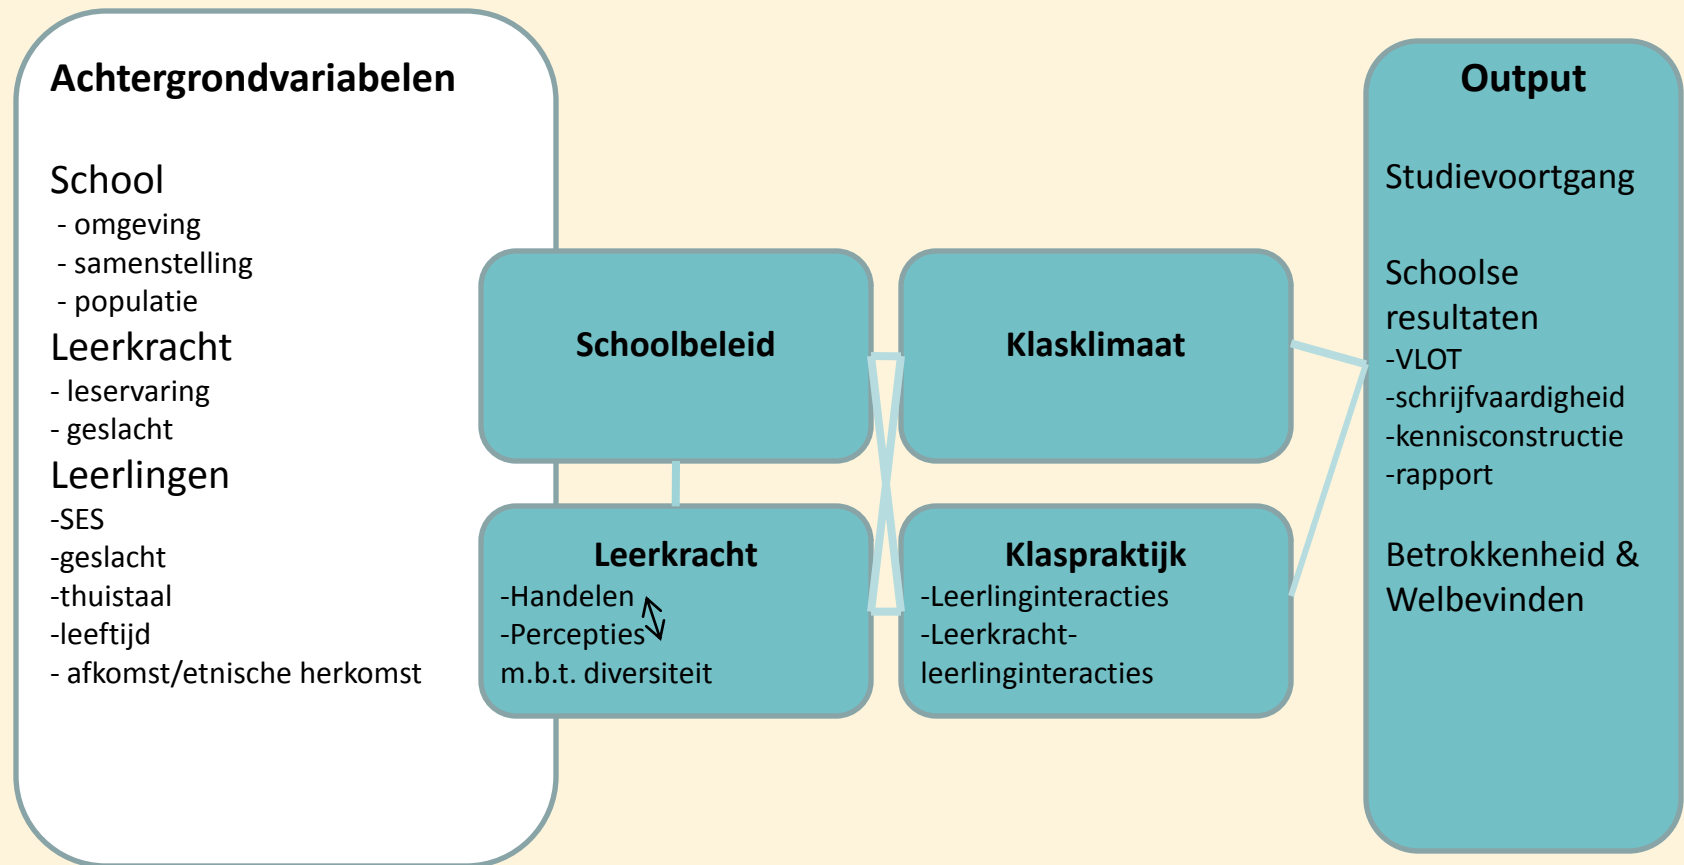 Achtergrondvariabelen
School
- omgeving
- samenstelling
- populatie
Leerkracht
- leservaring
- geslacht
Leerlingen
-SES
-geslacht
-thuistaal
-leeftijd
- afkomst/etnische herkomst
Schoolbeleid
Klasklimaat
Leerkracht
-Handelen
-Percepties
m.b.t. diversiteit
Klaspraktijk
-Leerlinginteracties
-Leerkracht-
leerlinginteracties
Output
Studievoortgang
Schoolse
resultaten
-VLOT
-schrijfvaardigheid
-kennisconstructie
-rapport
Betrokkenheid &
Welbevinden